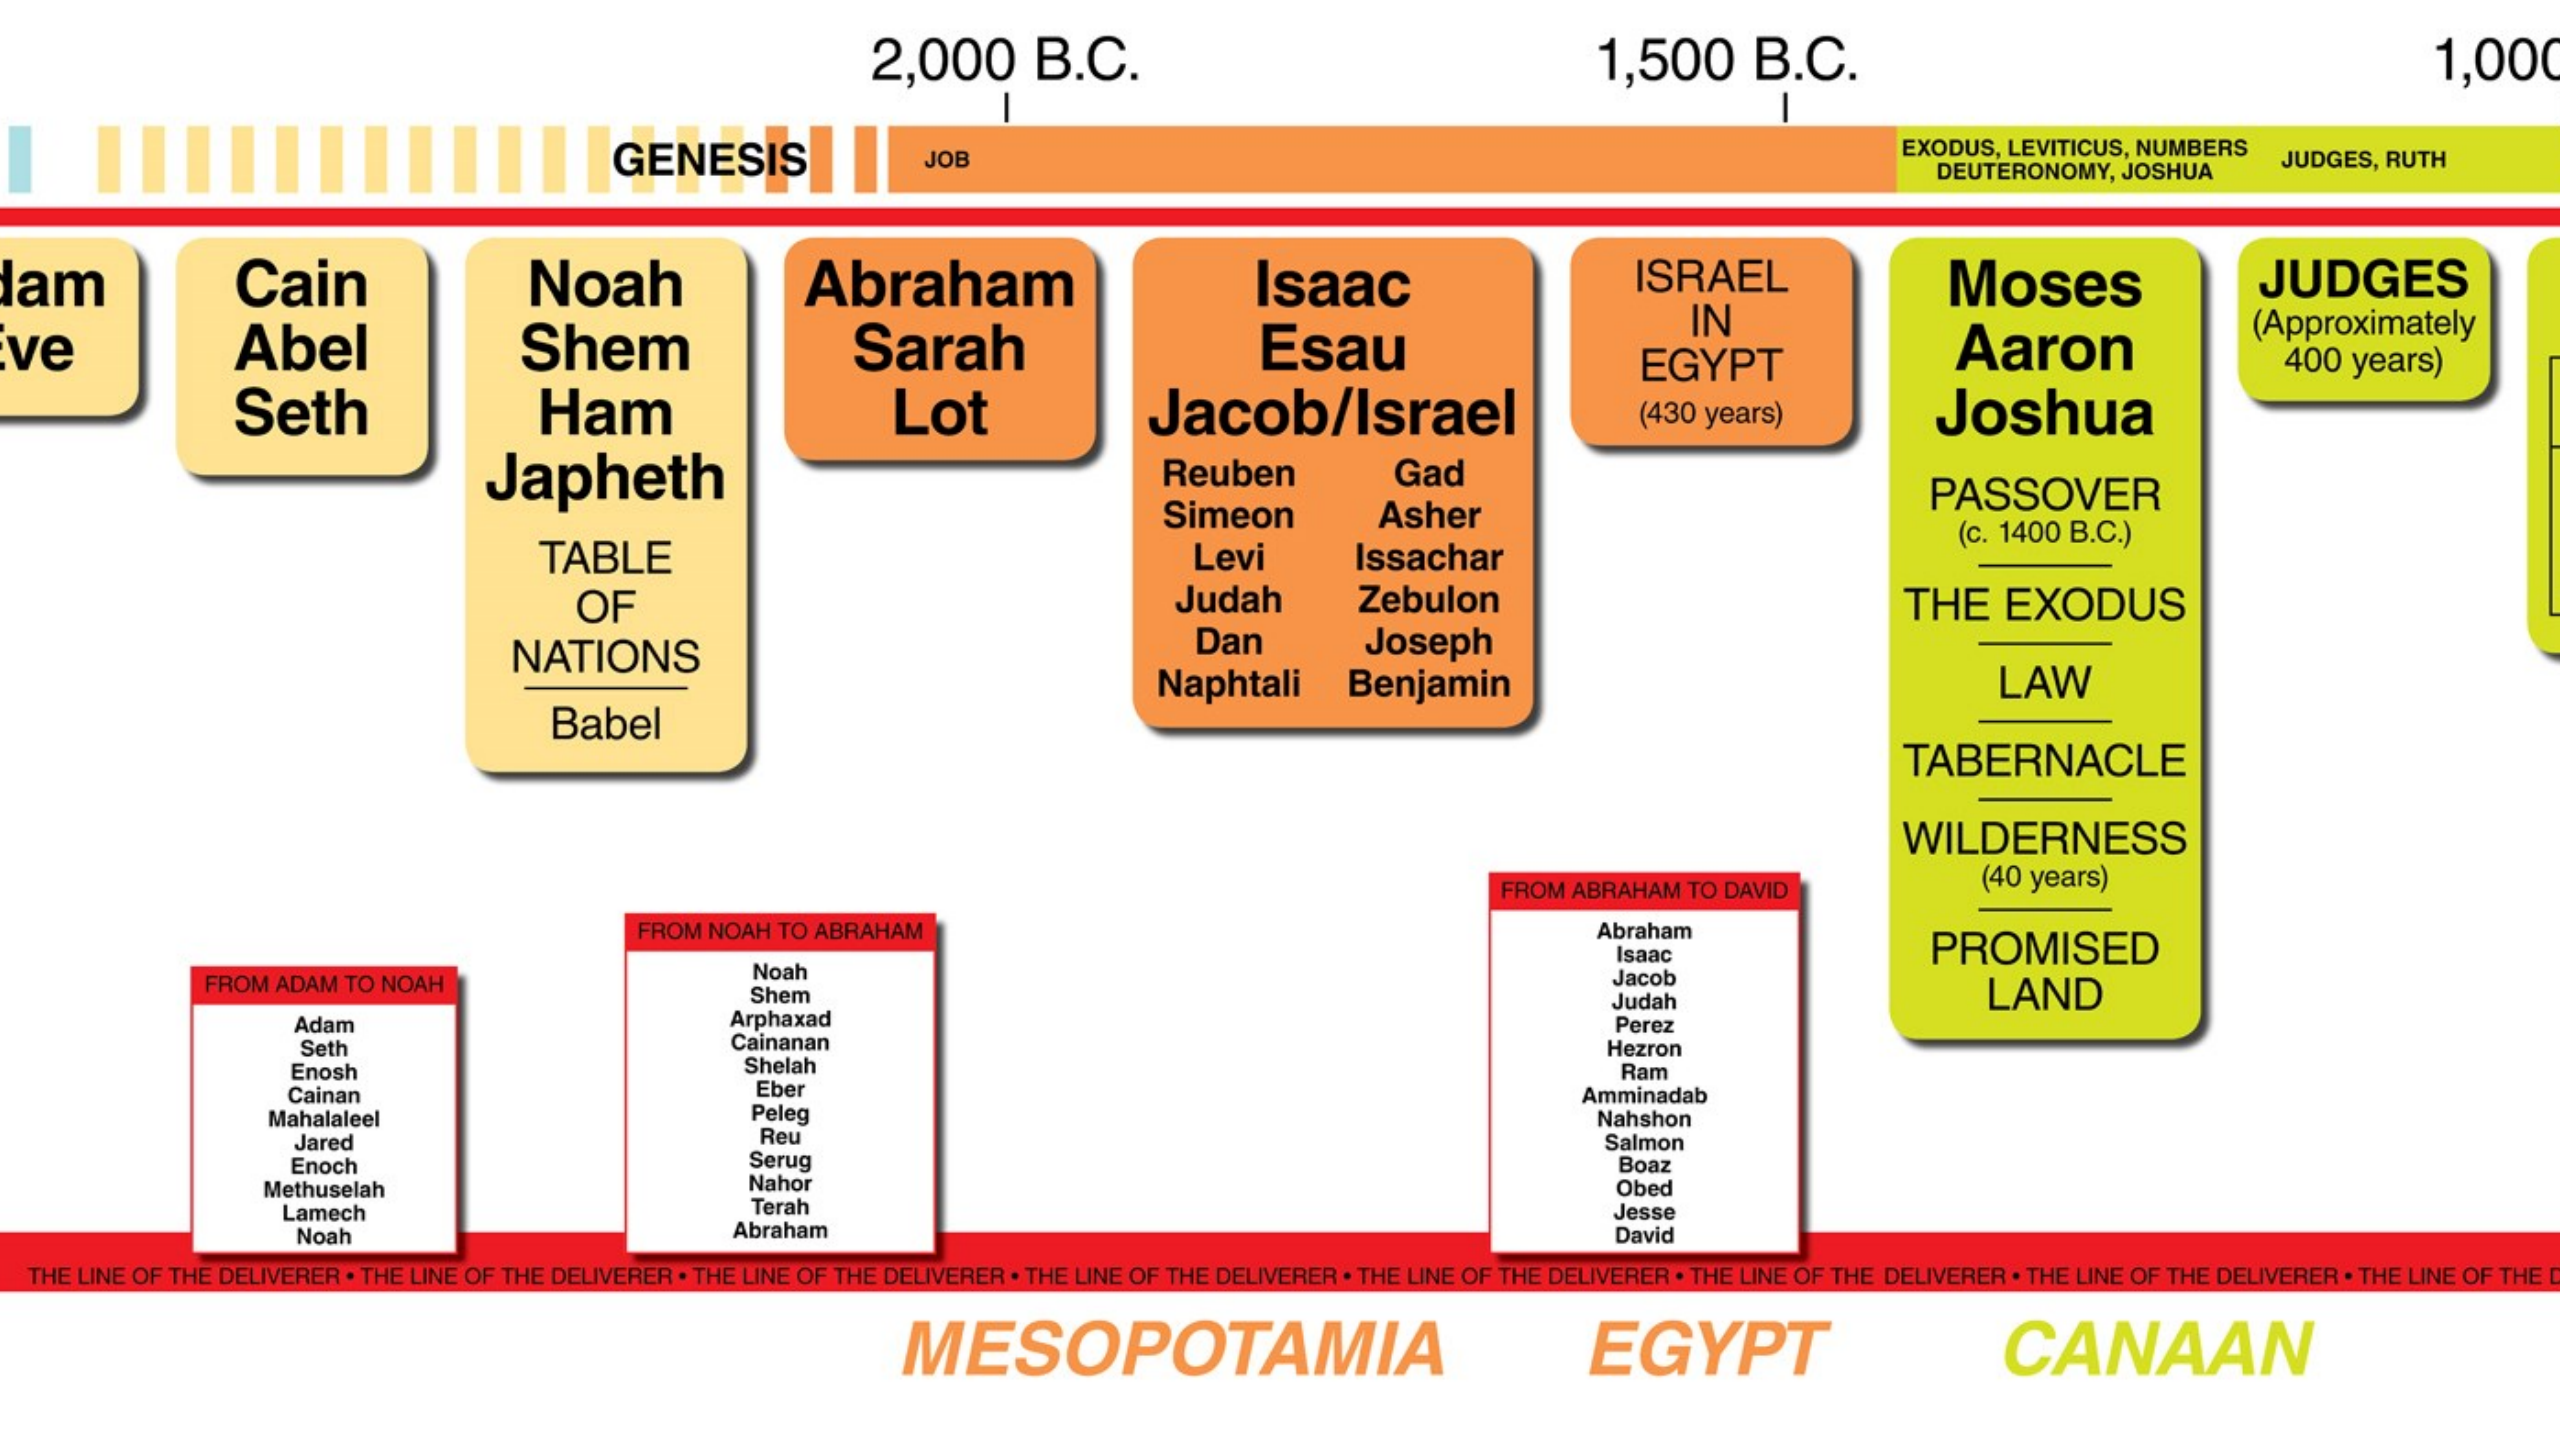 2,000 B.C.
1,500 B.C.
1,000
GENESIS
JOB
EXODUS, LEVITICUS, NUMBERS
DEUTERONOMY, JOSHUA
JUDGES, RUTH
dam
Eve
Cain
Abel
Seth
Noah
Shem
Ham
Japheth
TABLE
OF
NATIONS
Babel
Abraham
Sarah
Lot
Isaac
Esau
Jacob/Israel
Reuben
Simeon
Levi
Judah
Dan
Naphtali
Gad
Asher
Issachar
Zebulon
Joseph
Benjamin
ISRAEL
IN
EGYPT
(430 years)
Moses
Aaron
Joshua
PASSOVER
(c. 1400 B.C.)
THE EXODUS
LAW
TABERNACLE
WILDERNESS
(40 years)
PROMISED
LAND
JUDGES
(Approximately
400 years)
FROM ADAM TO NOAH
Adam
Seth
Enosh
Cainan
Mahalaleel
Jared
Enoch
Methuselah
Lamech
Noah
FROM NOAH TO ABRAHAM
Noah
Shem
Arphaxad
Cainanan
Shelah
Eber
Peleg
Reu
Serug
Nahor
Terah
Abraham
FROM ABRAHAM TO DAVID
Abraham
Isaac
Jacob
Judah
Perez
Hezron
Ram
Amminadab
Nahshon
Salmon
Boaz
Obed
Jesse
David
THE LINE OF THE DELIVERER • THE LINE OF THE DELIVERER • THE LINE OF THE DELIVERER • THE LINE OF THE DELIVERER • THE LINE OF THE DELIVERER • THE LINE OF THE DELIVERER • THE LINE OF THE DELIVERER • THE LINE OF THE D
MESOPOTAMIA
EGYPT
CANAAN